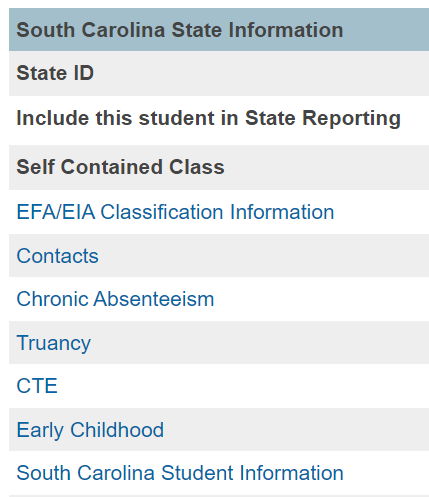 South Carolina State Information
State ID
Include this student in State Reporting
Self Contained Class
EFA/EIA Classification Information
Contacts
Chronic Absenteeism
Truancy
CTE
Early Childhood
South Carolina Student Information